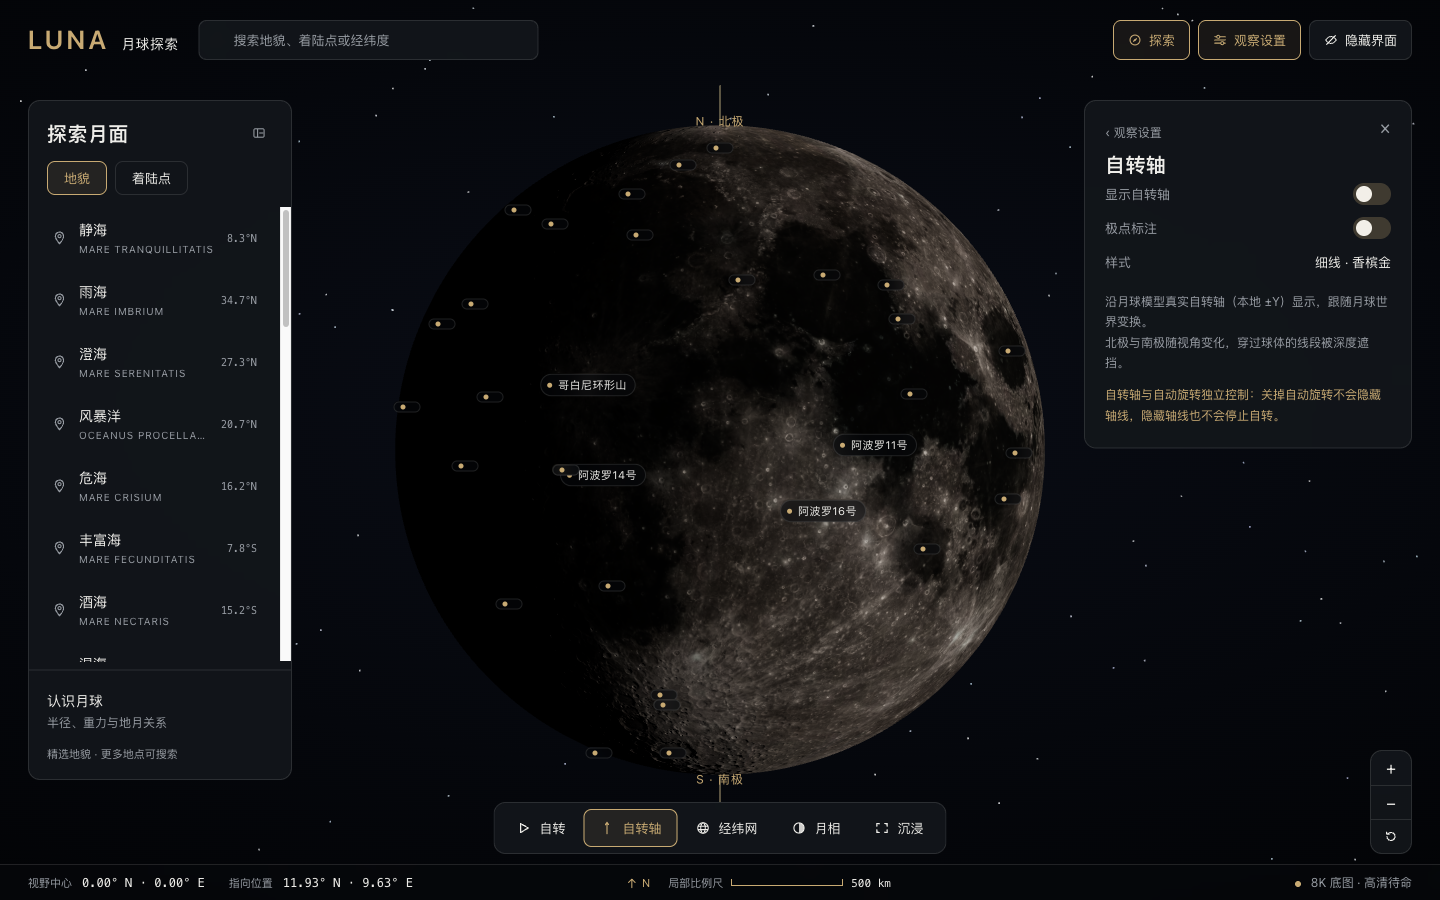 LUNA 月球探索
搜索地貌、着陆点或经纬度
探索
观察设置
隐藏界面
探索月面
地貌
着陆点
静海
MARE TRANQUILLITATIS
8.3°N
雨海
MARE IMBRIUM
34.7°N
澄海
MARE SERENITATIS
27.3°N
风暴洋
OCEANUS PROCELLA...
20.7°N
危海
MARE CRISIUM
16.2°N
丰富海
MARE FECUNDITATIS
7.8°S
酒海
MARE NECTARIS
15.2°S
认识月球
半径、重力与地月关系
精选地貌 · 更多地点可搜索
N · 北极
哥白尼环形山
阿波罗11号
阿波罗14号
阿波罗16号
S · 南极
‹ 观察设置
×
自转轴
显示自转轴
极点标注
样式
细线 · 香槟金
沿月球模型真实自转轴（本地 ±Y）显示，跟随月球世
界变换。
北极与南极随视角变化，穿过球体的线段被深度遮
挡。
自转轴与自动旋转独立控制：关掉自动旋转不会隐藏
轴线，隐藏轴线也不会停止自转。
+
−
自转
自转轴
经纬网
月相
沉浸
视野中心 0.00° N · 0.00° E
指向位置 11.93° N · 9.63° E
↑ N
局部比例尺
500 km
8K 底图 · 高清待命